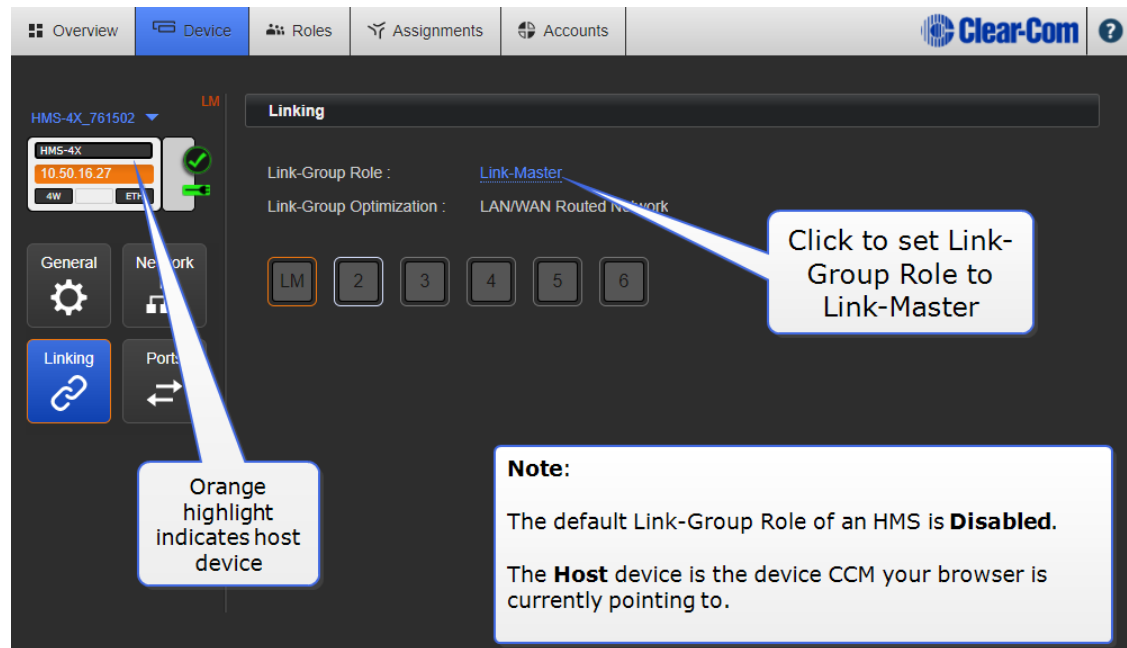 Overview
Device
Roles
Assignments
Accounts
Clear-Com
?
LM
HMS-4X_761502
HMS-4X
10.50.16.27
4W
Linking
Link-Group Role :
Link-Master
Link-Group Optimization :
LAN/WAN Routed Network
LM
2
3
4
5
6
Click to set Link-
Group Role to
Link-Master
General
Linking
Orange
highlight
indicates host
device
Note:
The default Link-Group Role of an HMS is Disabled.
The Host device is the device CCM your browser is
currently pointing to.